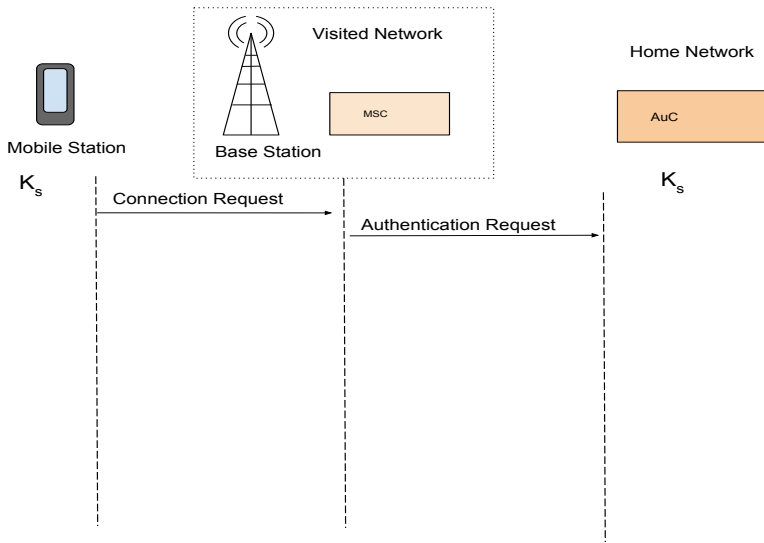 Visited Network
Home Network
MSC
AuC
Mobile Station
Base Station
Ks
Ks
Connection Request
Authentication Request